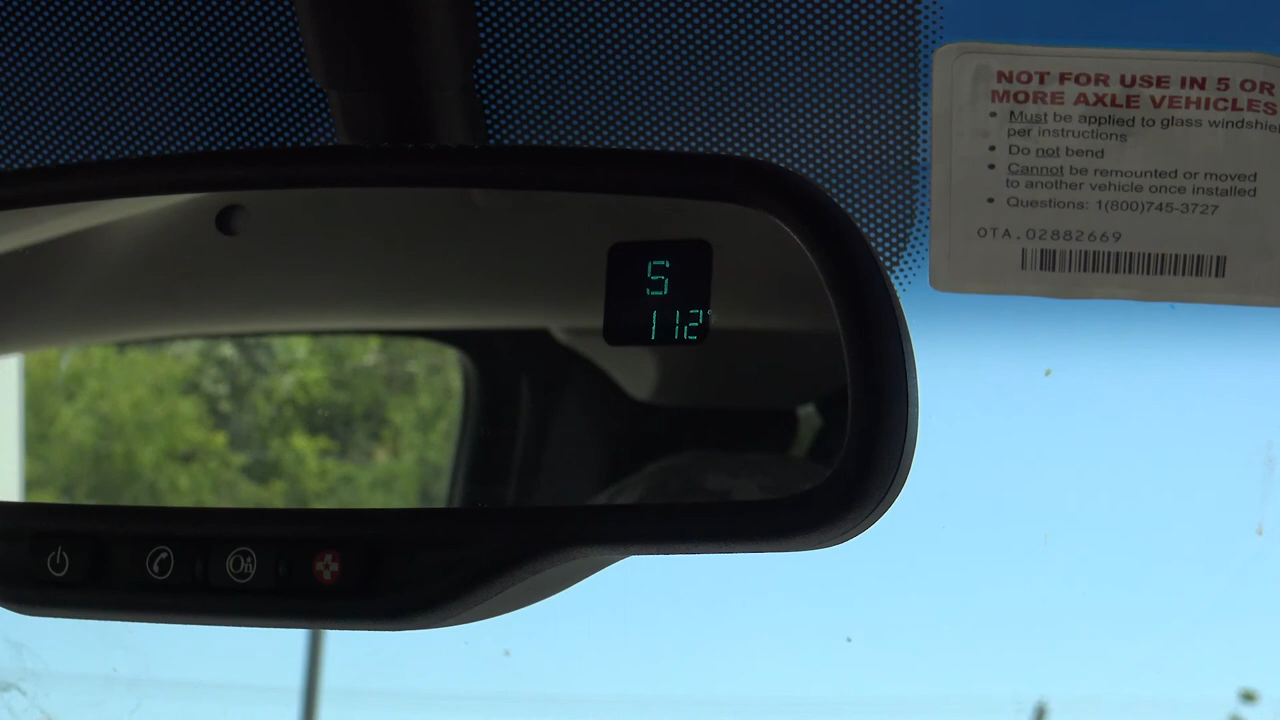 NOT FOR USE IN 5 OR
MORE AXLE VEHICLES
• Must be applied to glass
per instructions
• Do not bend
• Cannot be remounted or moved
to another vehicle once installed
• Questions: 1(800)745-3727
OTA.02882669
S
112°
On